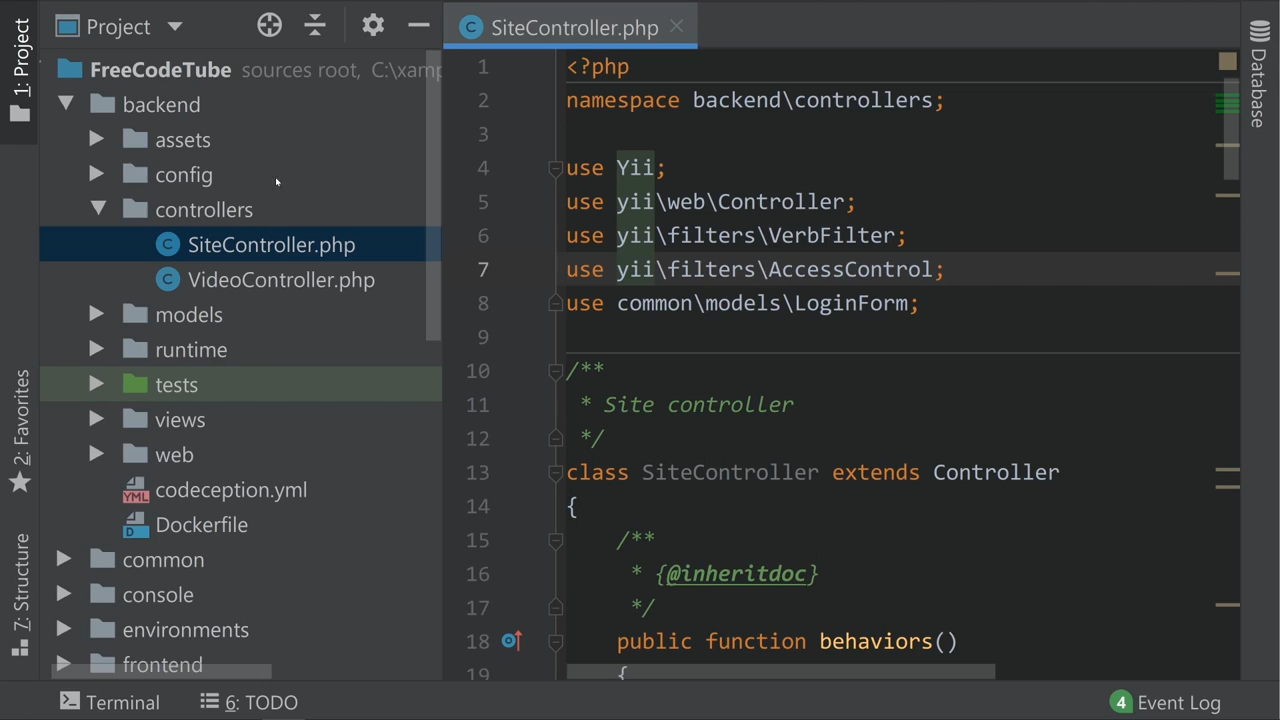 1: Project
2: Favorites
7: Structure
Project
FreeCodeTube sources root, C:\xamp
backend
assets
config
controllers
C SiteController.php
C VideoController.php
models
runtime
tests
views
web
YML codeception.yml
D Dockerfile
common
console
environments
frontend
C SiteController.php
1 <?php
2 namespace backend\controllers;
3
4 use Yii;
5 use yii\web\Controller;
6 use yii\filters\VerbFilter;
7 use yii\filters\AccessControl;
8 use common\models\LoginForm;
9
10 /**
11 * Site controller
12 */
13 class SiteController extends Controller
14 {
15 /**
16 * {@inheritdoc}
17 */
18 public function behaviors()
19 {
Database
Terminal
6: TODO
4 Event Log